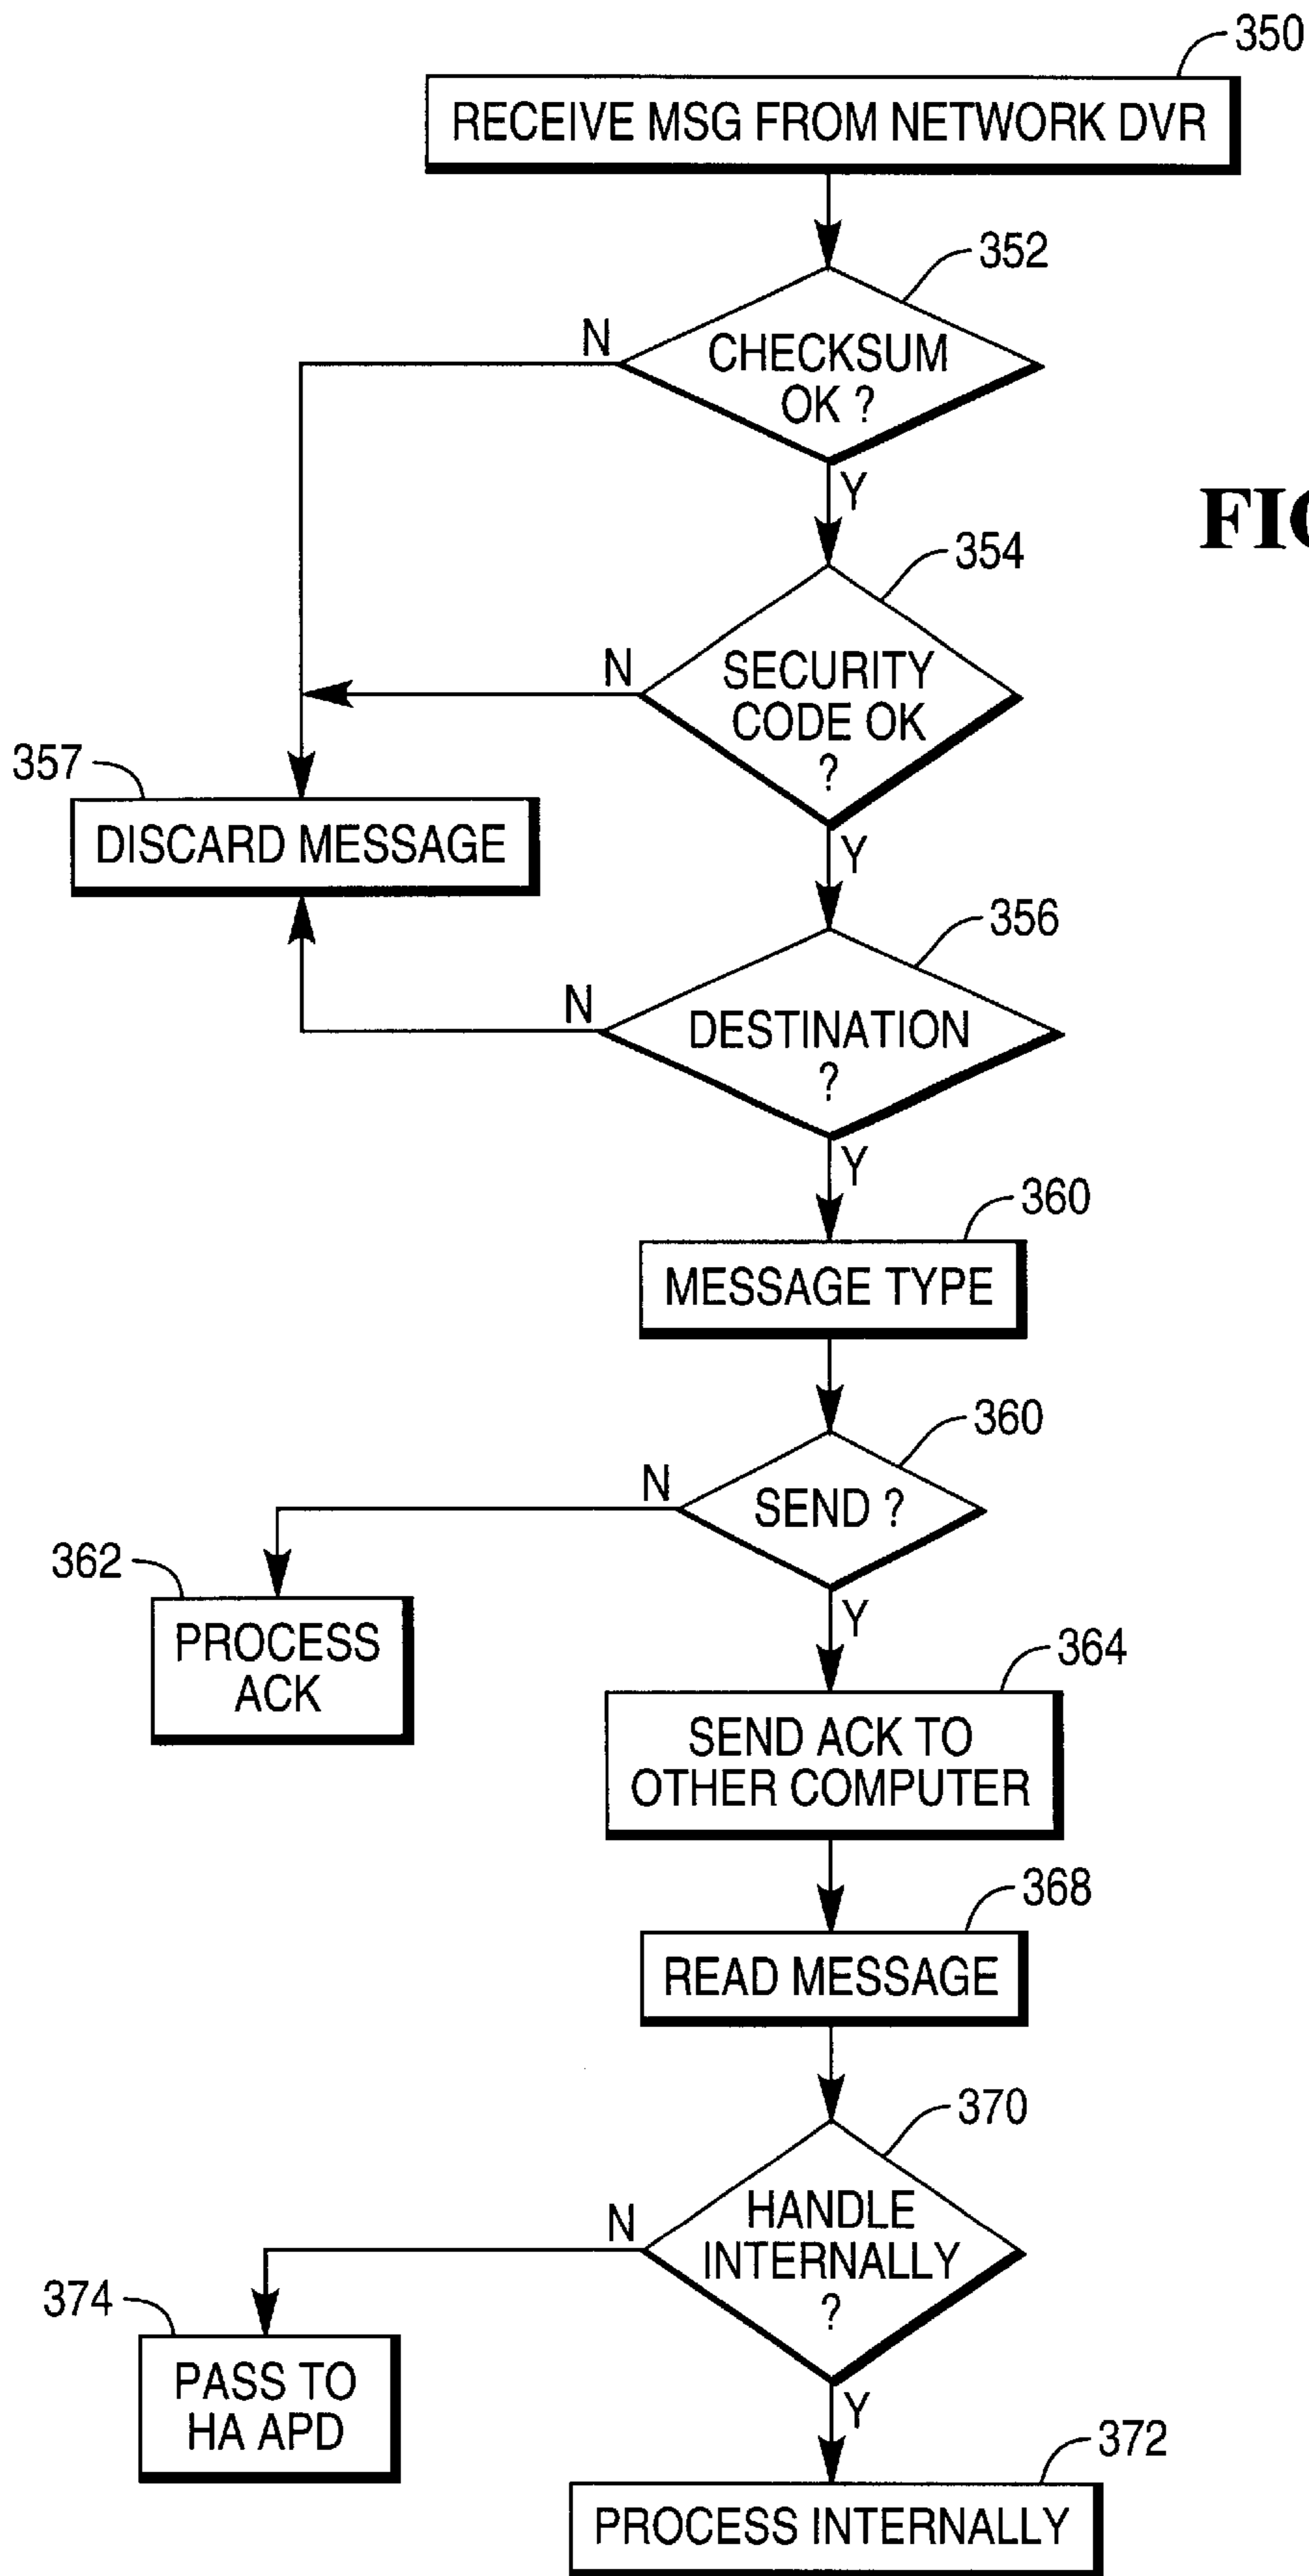 350
RECEIVE MSG FROM NETWORK DVR
352
N
CHECKSUM
OK ?
Y
FIG
354
N
SECURITY
CODE OK
?
357
DISCARD MESSAGE
Y
356
N
DESTINATION
?
Y
360
MESSAGE TYPE
360
N
SEND ?
362
PROCESS
ACK
Y
364
SEND ACK TO
OTHER COMPUTER
368
READ MESSAGE
370
N
HANDLE
INTERNALLY
?
374
PASS TO
HA APD
Y
372
PROCESS INTERNALLY